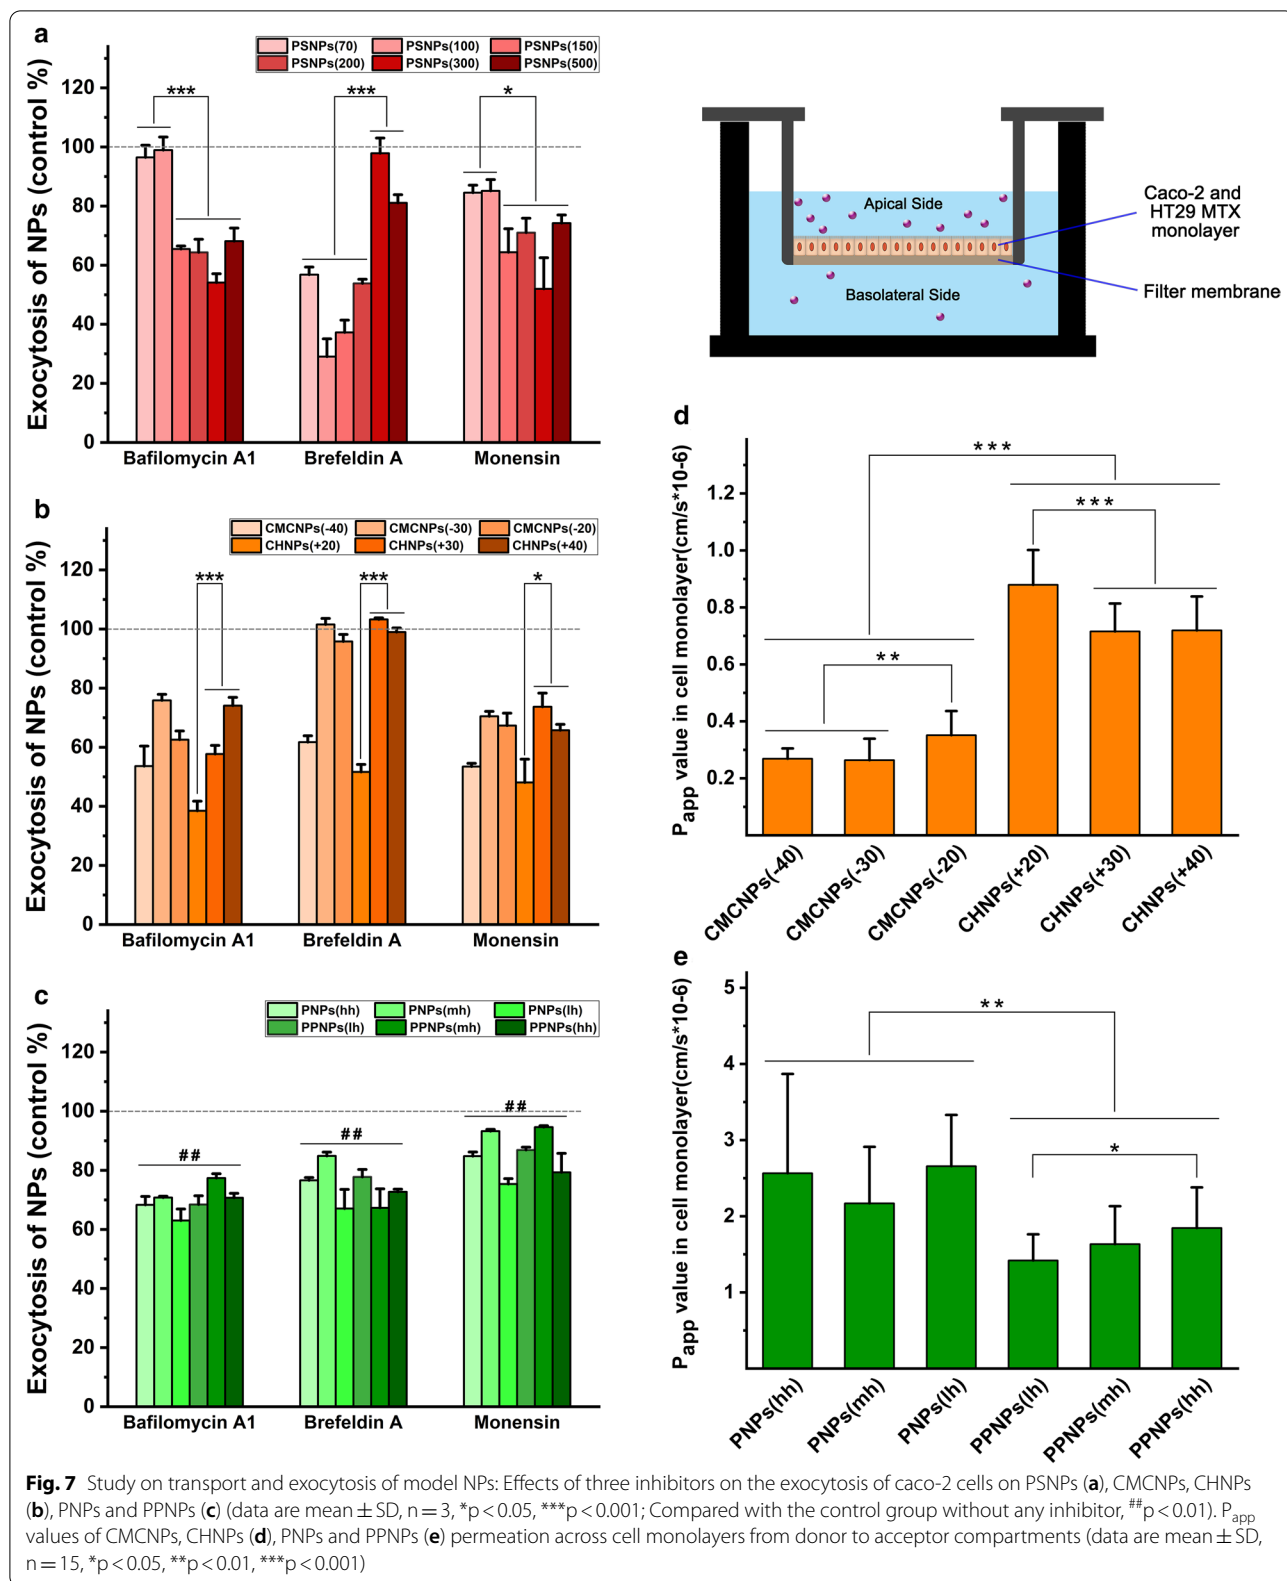 a
Exocytosis of NPs (control %)
120
100
80
60
40
20
0
PSNPs(70) PSNPs(100) PSNPs(150)
PSNPs(200) PSNPs(300) PSNPs(500)
*** *** *
Bafilomycin A1 Brefeldin A Monensin
Apical Side
Basolateral Side
Caco-2 and
HT29 MTX
monolayer
Filter membrane
b
Exocytosis of NPs (control %)
120
100
80
60
40
20
0
CMCNPs(-40) CMCNPs(-30) CMCNPs(-20)
CHNPs(+20) CHNPs(+30) CHNPs(+40)
*** *** *
Bafilomycin A1 Brefeldin A Monensin
c
Exocytosis of NPs (control %)
120
100
80
60
40
20
0
PNPs(hh) PNPs(mh) PNPs(lh)
PPNPs(lh) PPNPs(mh) PPNPs(hh)
## ## ##
Bafilomycin A1 Brefeldin A Monensin
d
Papp value in cell monolayer(cm/s*10-6)
1.2
1.0
0.8
0.6
0.4
0.2
***
***
**
CMCNPs(-40) CMCNPs(-30) CMCNPs(-20) CHNPs(+20) CHNPs(+30) CHNPs(+40)
e
Papp value in cell monolayer(cm/s*10-6)
5
4
3
2
1
**
*
PNPs(hh) PNPs(mh) PNPs(lh) PPNPs(lh) PPNPs(mh) PPNPs(hh)
Fig. 7 Study on transport and exocytosis of model NPs: Effects of three inhibitors on the exocytosis of caco-2 cells on PSNPs (a), CMCNPs, CHNPs
(b), PNPs and PPNPs (c) (data are mean ± SD, n = 3, *p < 0.05, ***p < 0.001; Compared with the control group without any inhibitor, ##p < 0.01). Papp
values of CMCNPs, CHNPs (d), PNPs and PPNPs (e) permeation across cell monolayers from donor to acceptor compartments (data are mean ± SD,
n = 15, *p < 0.05, **p < 0.01, ***p < 0.001)